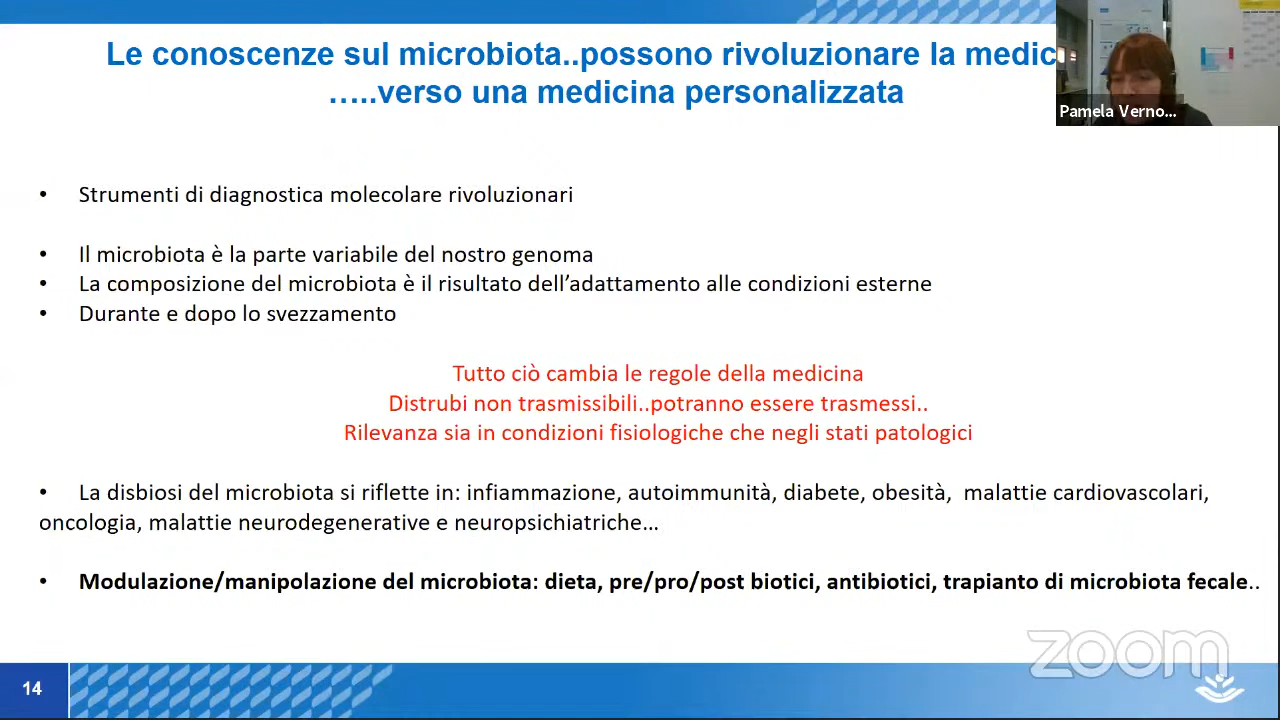 Le conoscenze sul microbiota..possono rivoluzionare la medic
…..verso una medicina personalizzata
Pamela Verno...
• Strumenti di diagnostica molecolare rivoluzionari
• Il microbiota è la parte variabile del nostro genoma
• La composizione del microbiota è il risultato dell’adattamento alle condizioni esterne
• Durante e dopo lo svezzamento
Tutto ciò cambia le regole della medicina
Distrubi non trasmissibili..potranno essere trasmessi..
Rilevanza sia in condizioni fisiologiche che negli stati patologici
• La disbiosi del microbiota si riflette in: infiammazione, autoimmunità, diabete, obesità, malattie cardiovascolari,
oncologia, malattie neurodegenerative e neuropsichiatriche…
• Modulazione/manipolazione del microbiota: dieta, pre/pro/post biotici, antibiotici, trapianto di microbiota fecale..
zoom
14